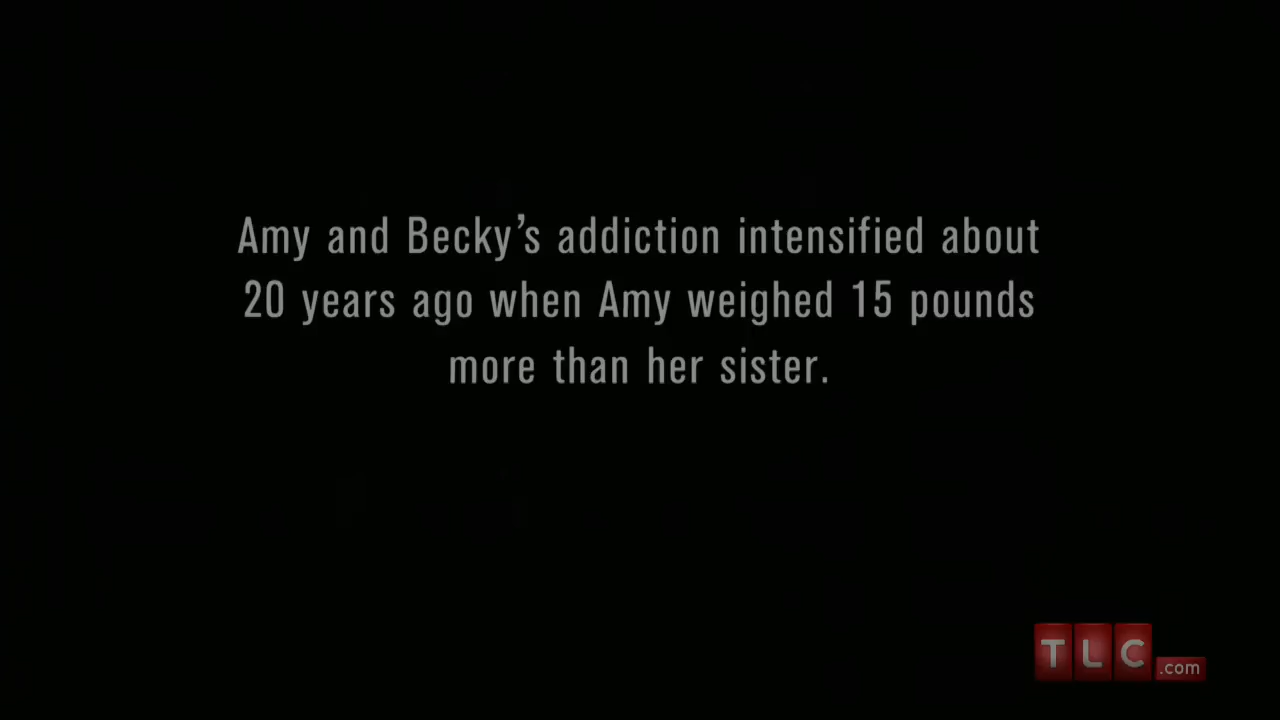 Amy and Becky’s addiction intensified about
20 years ago when Amy weighed 15 pounds
more than her sister.
TLC.com